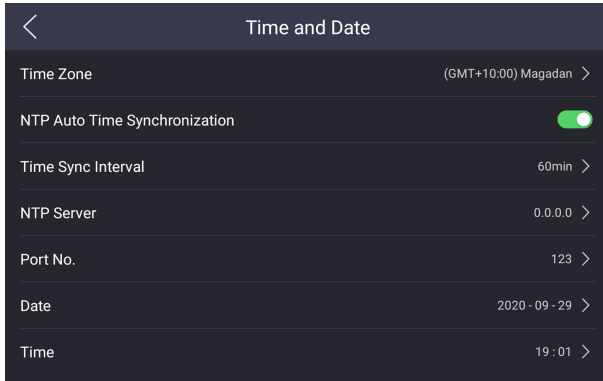 Time and Date
Time Zone (GMT+10:00) Magadan
NTP Auto Time Synchronization
Time Sync Interval 60min
NTP Server 0.0.0.0
Port No. 123
Date 2020-09-29
Time 19:01